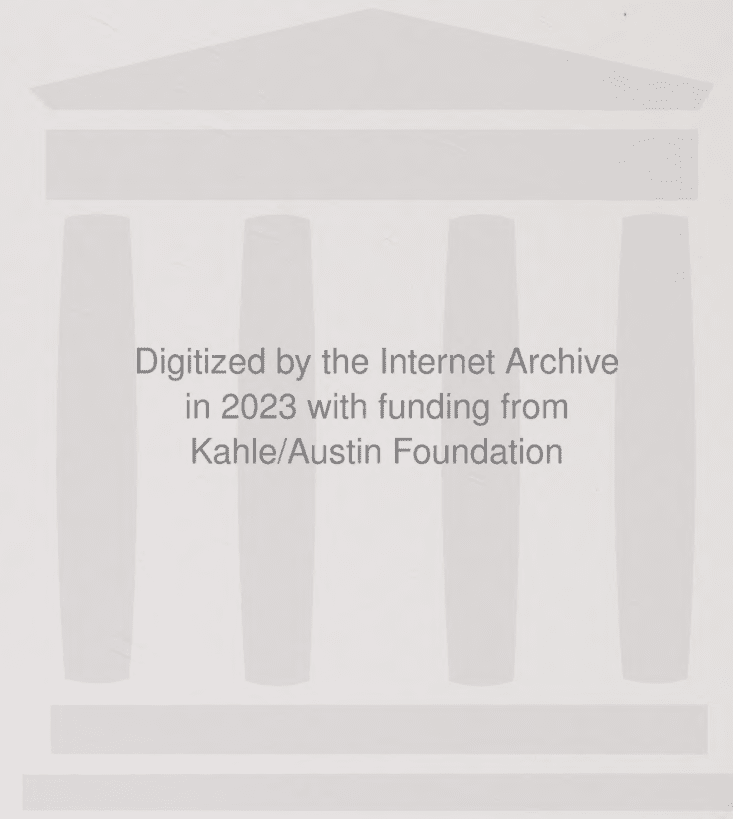 Digitized by the Internet Archive
in 2023 with funding from
Kahle/Austin Foundation